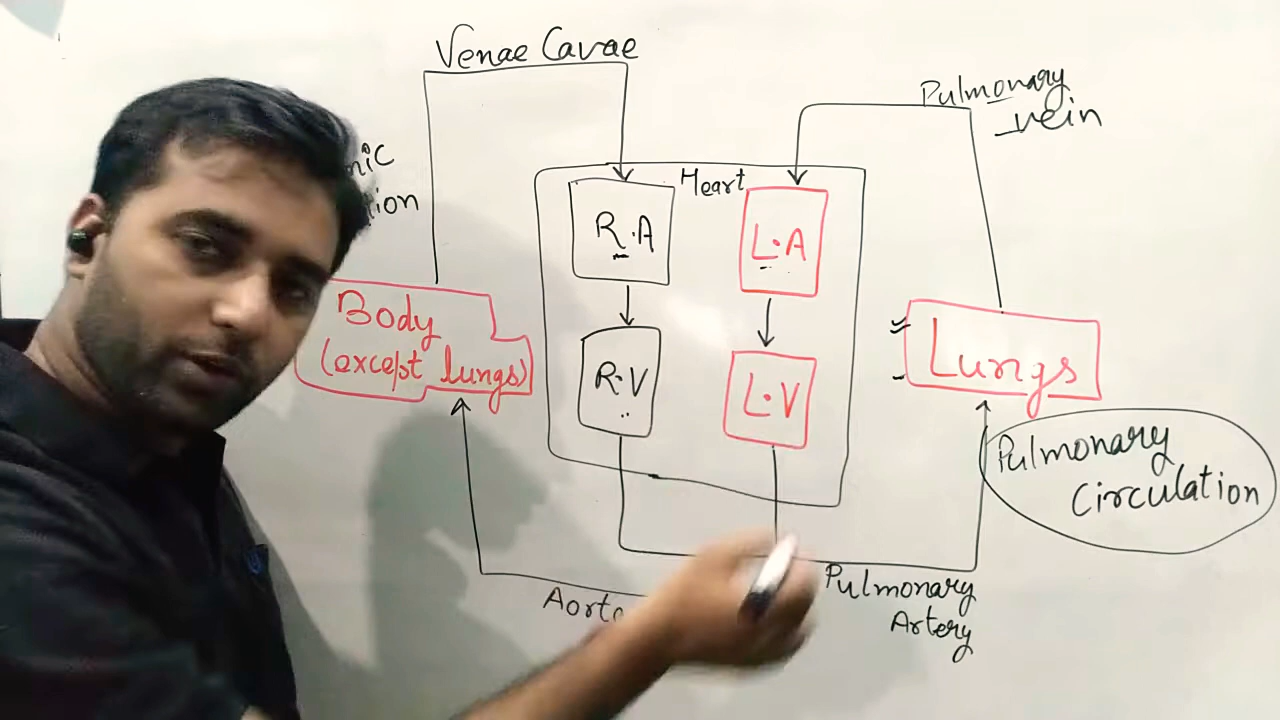 Venae Cavae
Pulmonary
vein
Heart
R.A
L.A
Body
(except lungs)
R.V
L.V
Lungs
Pulmonary
Circulation
Pulmonary
Artery